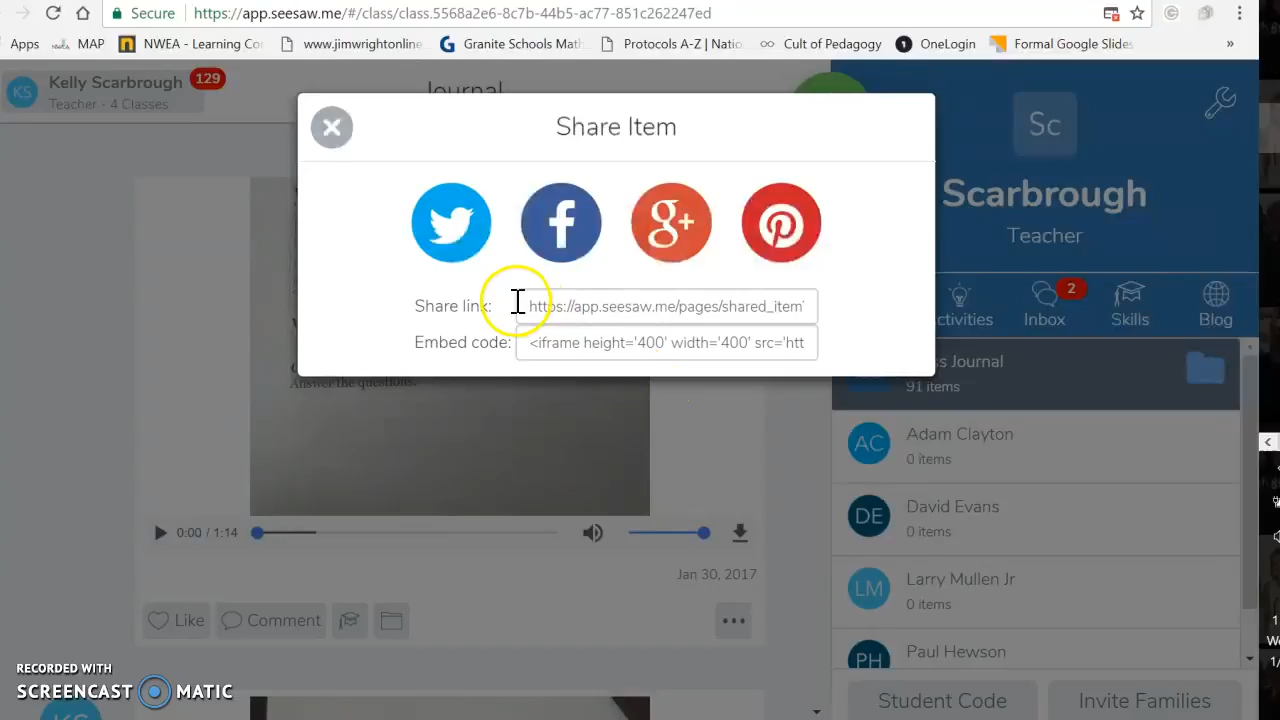 Secure https://app.seesaw.me/#/class/class.5568a2e6-8c7b-44b5-ac77-851c262247ed
Apps MAP NWEA - Learning Co www.jimwrightonline Granite Schools Mat Protocols A-Z | Natio Cult of Pedagogy OneLogin Formal Google Slides »
KS Kelly Scarbrough 129
Teacher - 4 Classes
Journal
Share Item
g+
Share link: https://app.seesaw.me/pages/shared_item
Embed code: <iframe height='400' width='400' src='htt
Answer the questions.
0:00 / 1:14
Jan 30, 2017
Like Comment
KS
RECORDED WITH
SCREENCAST MATIC
Sc
Scarbrough
Teacher
ctivities Inbox 2 Skills Blog
ss Journal
91 items
AC Adam Clayton
0 items
DE David Evans
0 items
LM Larry Mullen Jr
0 items
PH Paul Hewson
Student Code Invite Families